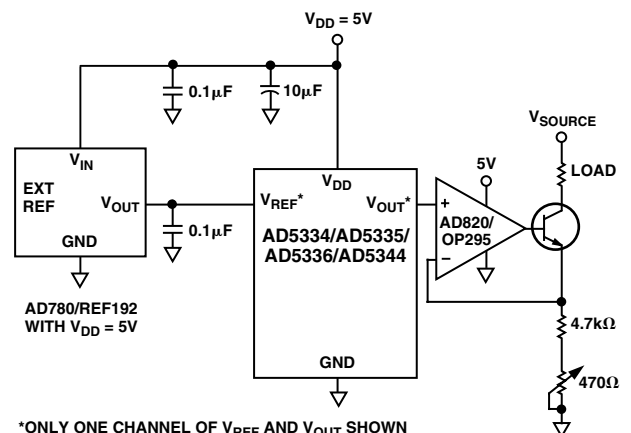 V_DD = 5V
0.1µF
10µF
V_SOURCE
LOAD
EXT
REF
V_IN
V_OUT
GND
0.1µF
V_REF*
V_DD
V_OUT*
AD5334/AD5335/
AD5336/AD5344
GND
5V
+
AD820/
OP295
–
4.7kΩ
470Ω
AD780/REF192
WITH V_DD = 5V
*ONLY ONE CHANNEL OF V_REF AND V_OUT SHOWN